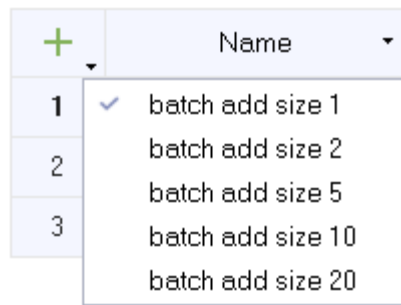 Name
1
batch add size 1
batch add size 2
2
batch add size 5
3
batch add size 10
batch add size 20